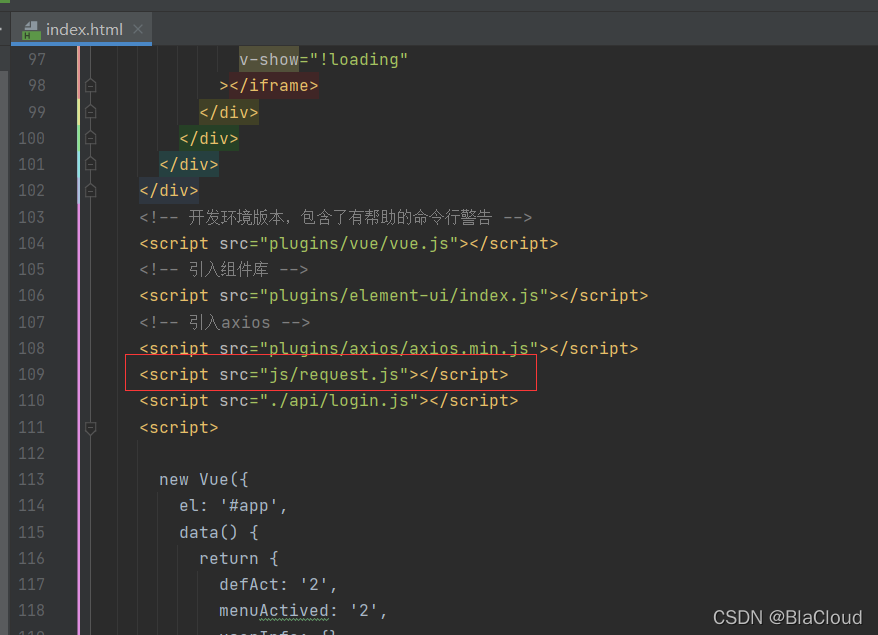 index.html
97 v-show="!loading"
98 ></iframe>
99 </div>
100 </div>
101 </div>
102 </div>
103 <!-- 开发环境版本，包含了有帮助的命令行警告 -->
104 <script src="plugins/vue/vue.js"></script>
105 <!-- 引入组件库 -->
106 <script src="plugins/element-ui/index.js"></script>
107 <!-- 引入axios -->
108 <script src="plugins/axios/axios.min.js"></script>
109 <script src="js/request.js"></script>
110 <script src="./api/login.js"></script>
111 <script>
112
113 new Vue({
114 el: '#app',
115 data() {
116 return {
117 defAct: '2',
118 menuActived: '2',
119 userInfo: {}
CSDN @BlaCloud